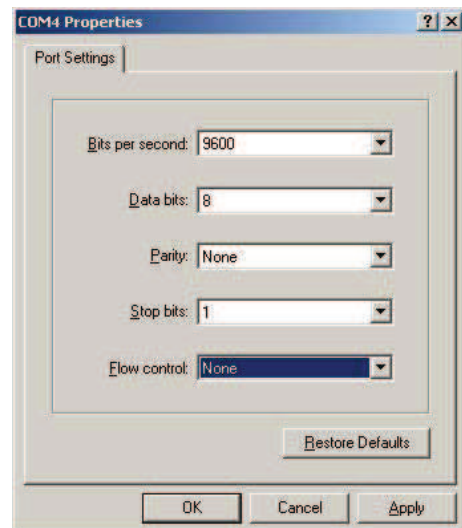 COM4 Properties ? X
Port Settings
Bits per second: 9600
Data bits: 8
Parity: None
Stop bits: 1
Flow control: None
Restore Defaults
OK Cancel Apply